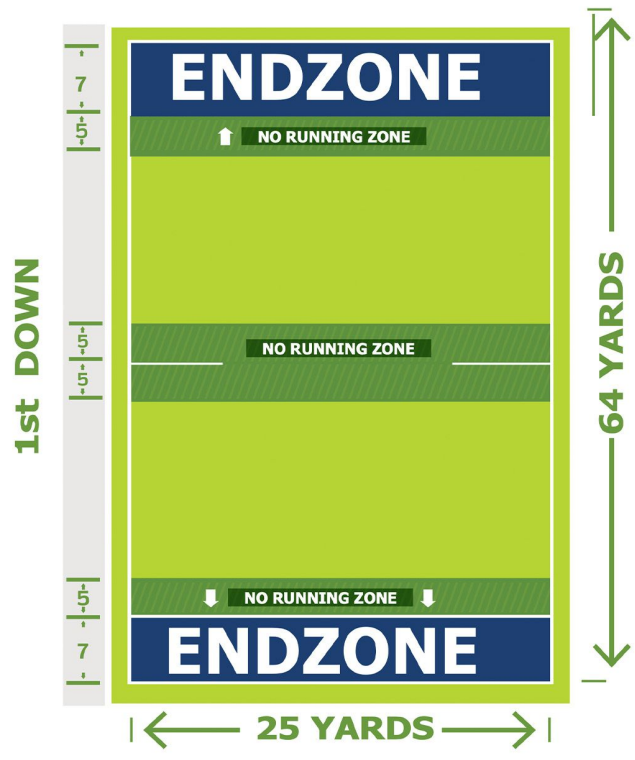 ENDZONE
7
5
NO RUNNING ZONE
1st DOWN
64 YARDS
5
NO RUNNING ZONE
5
5
NO RUNNING ZONE
7
ENDZONE
25 YARDS